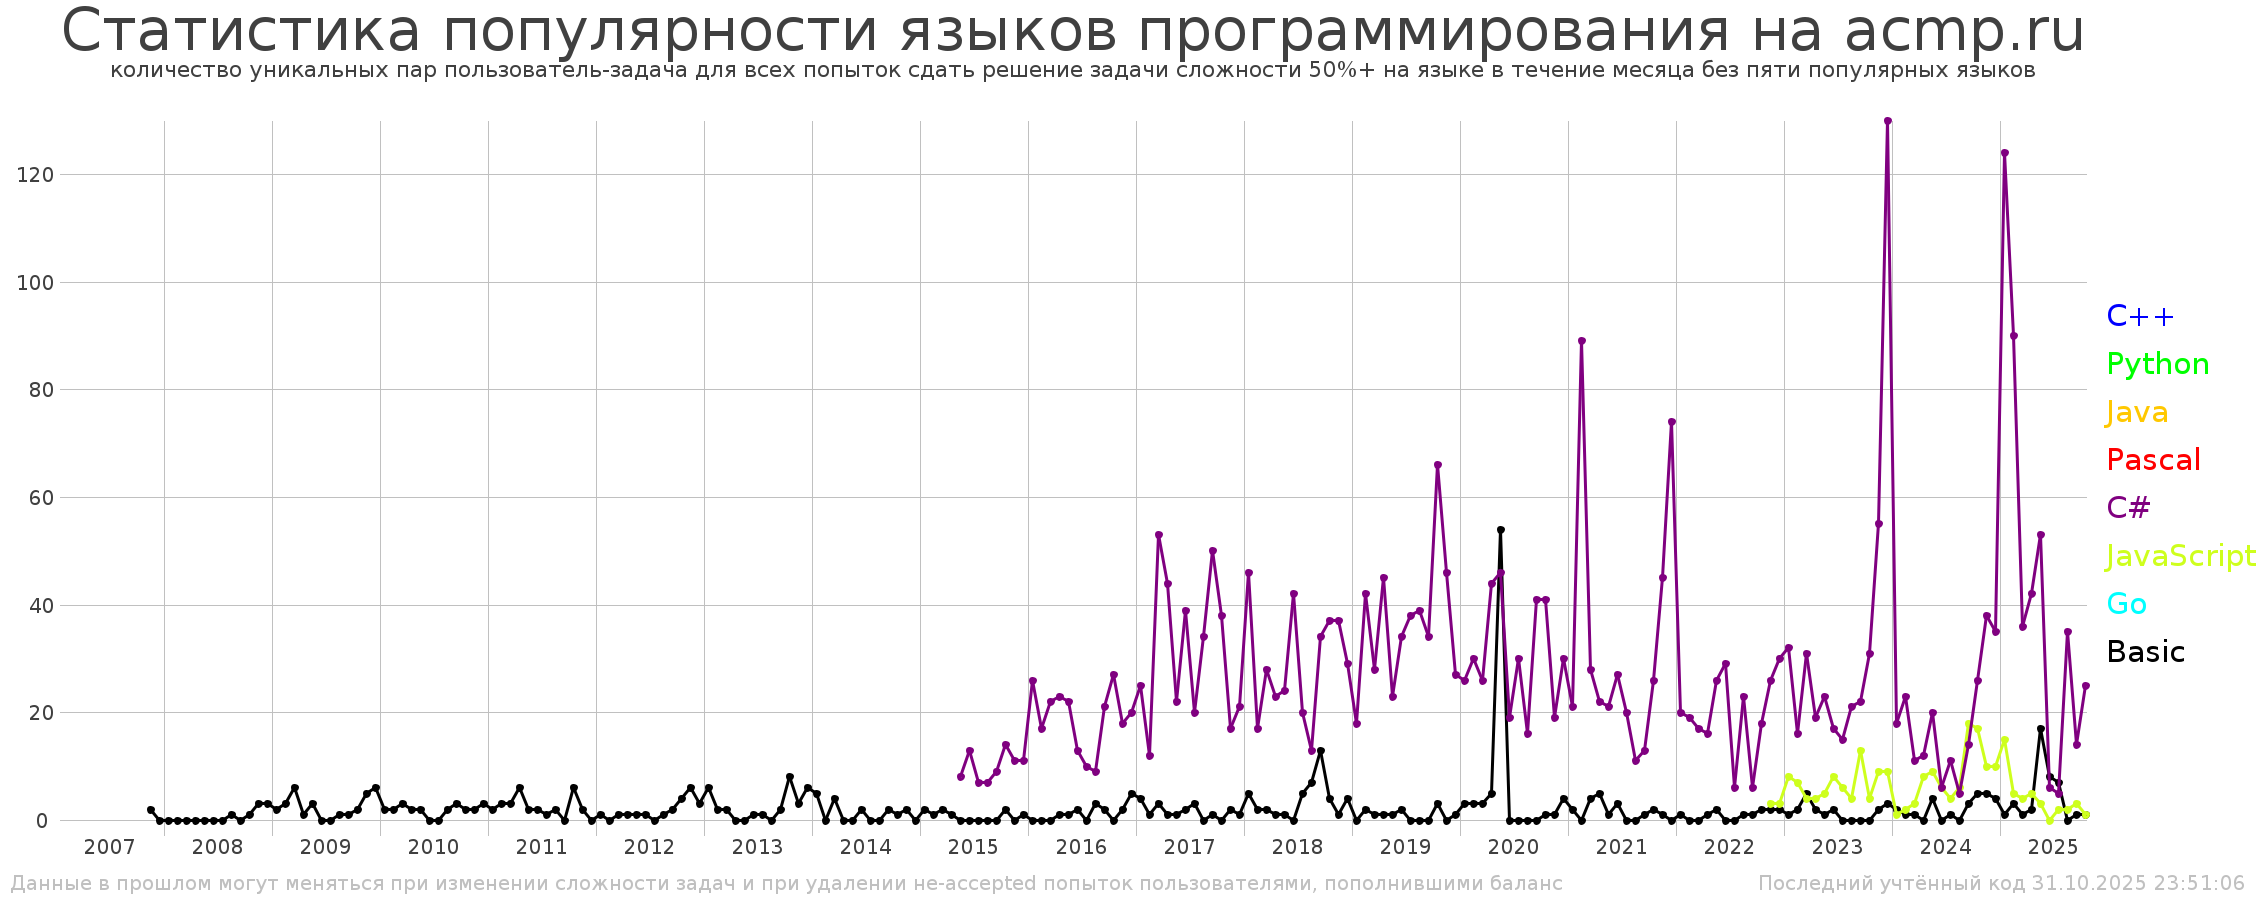 Статистика популярности языков программирования на acmp.ru
количество уникальных пар пользователь-задача для всех попыток сдать решение задачи сложности 50%+ на языке в течение месяца без пяти популярных языков
120
100
80
60
40
20
0
C++
Python
Java
Pascal
C#
JavaScript
Go
Basic
2007 2008 2009 2010 2011 2012 2013 2014 2015 2016 2017 2018 2019 2020 2021 2022 2023 2024 2025
Данные в прошлом могут меняться при изменении сложности задач и при удалении не-accepted попыток пользователями, пополнившими баланс
Последний учтённый код 31.10.2025 23:51:06